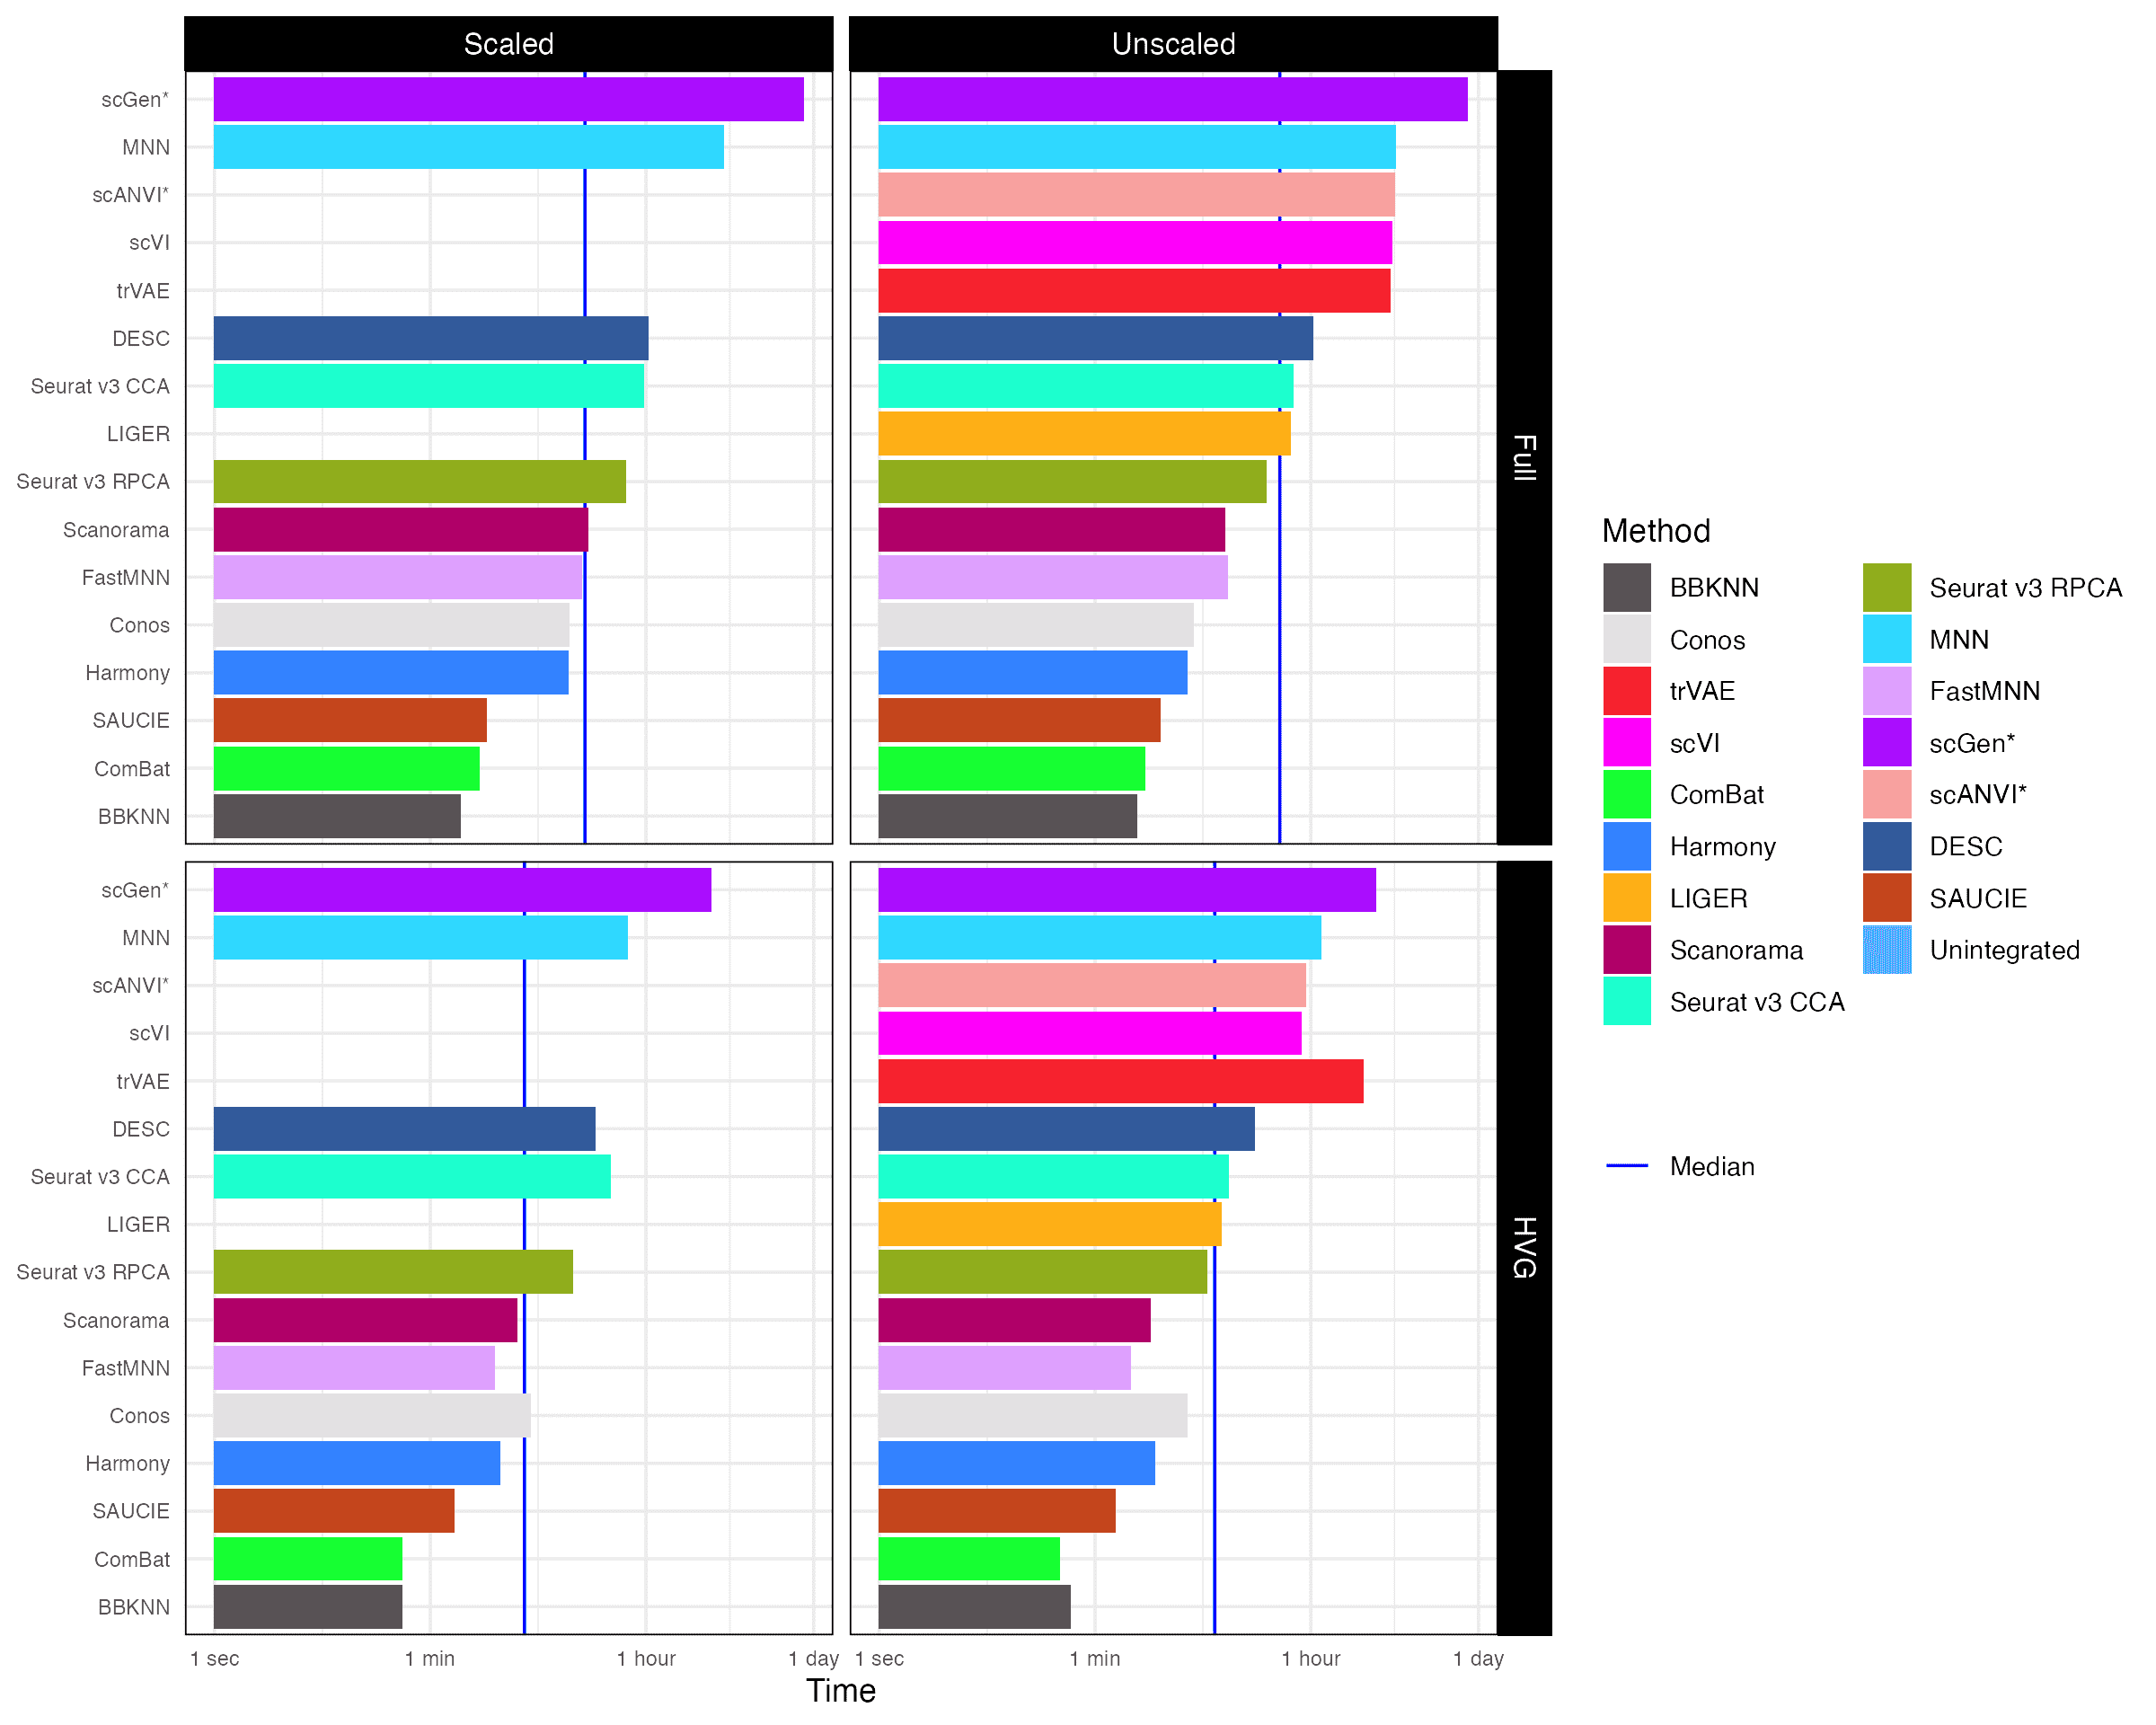 Scaled
Unscaled
scGen*
MNN
scANVI*
scVI
trVAE
DESC
Seurat v3 CCA
LIGER
Seurat v3 RPCA
Scanorama
FastMNN
Conos
Harmony
SAUCIE
ComBat
BBKNN
Full
scGen*
MNN
scANVI*
scVI
trVAE
DESC
Seurat v3 CCA
LIGER
Seurat v3 RPCA
Scanorama
FastMNN
Conos
Harmony
SAUCIE
ComBat
BBKNN
HVG
1 sec 1 min 1 hour 1 day 1 sec 1 min 1 hour 1 day
Time
Method
BBKNN
Conos
trVAE
scVI
ComBat
Harmony
LIGER
Scanorama
Seurat v3 CCA
Seurat v3 RPCA
MNN
FastMNN
scGen*
scANVI*
DESC
SAUCIE
Unintegrated
Median